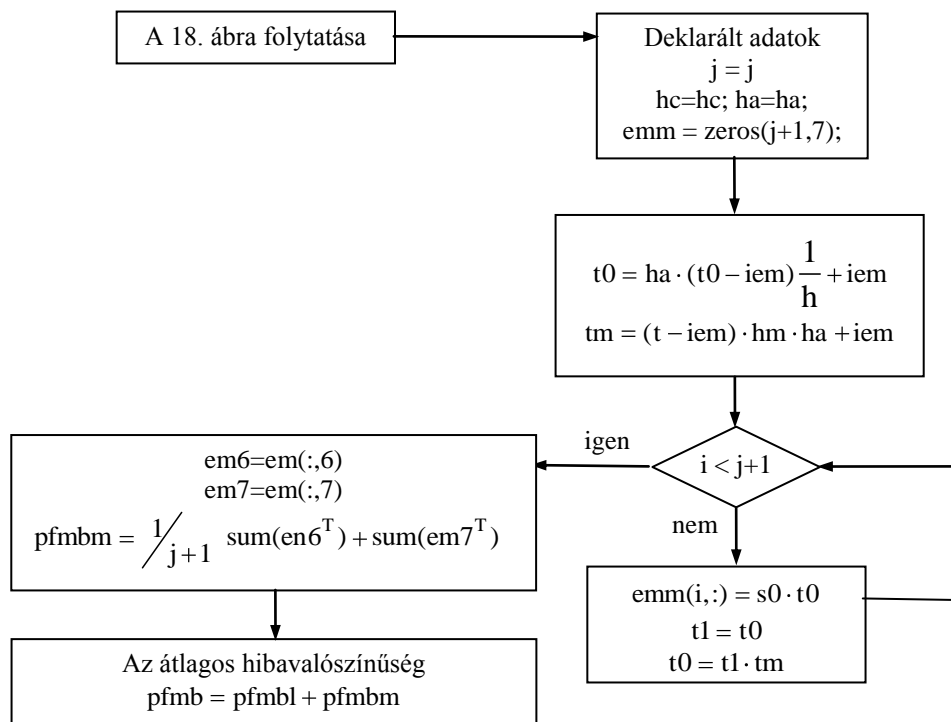 A 18. ábra folytatása
Deklarált adatok
j = j
hc=hc; ha=ha;
emm = zeros(j+1,7);
t0 = ha · (t0 − iem) 1/h + iem
tm = (t − iem) · hm · ha + iem
igen
i < j+1
nem
em6=em(:,6)
em7=em(:,7)
pfmbm = 1/j+1 sum(en6^T) + sum(em7^T)
emm(i,:) = s0 · t0
t1 = t0
t0 = t1 · tm
Az átlagos hibavalószínűség
pfmb = pfmbl + pfmbm